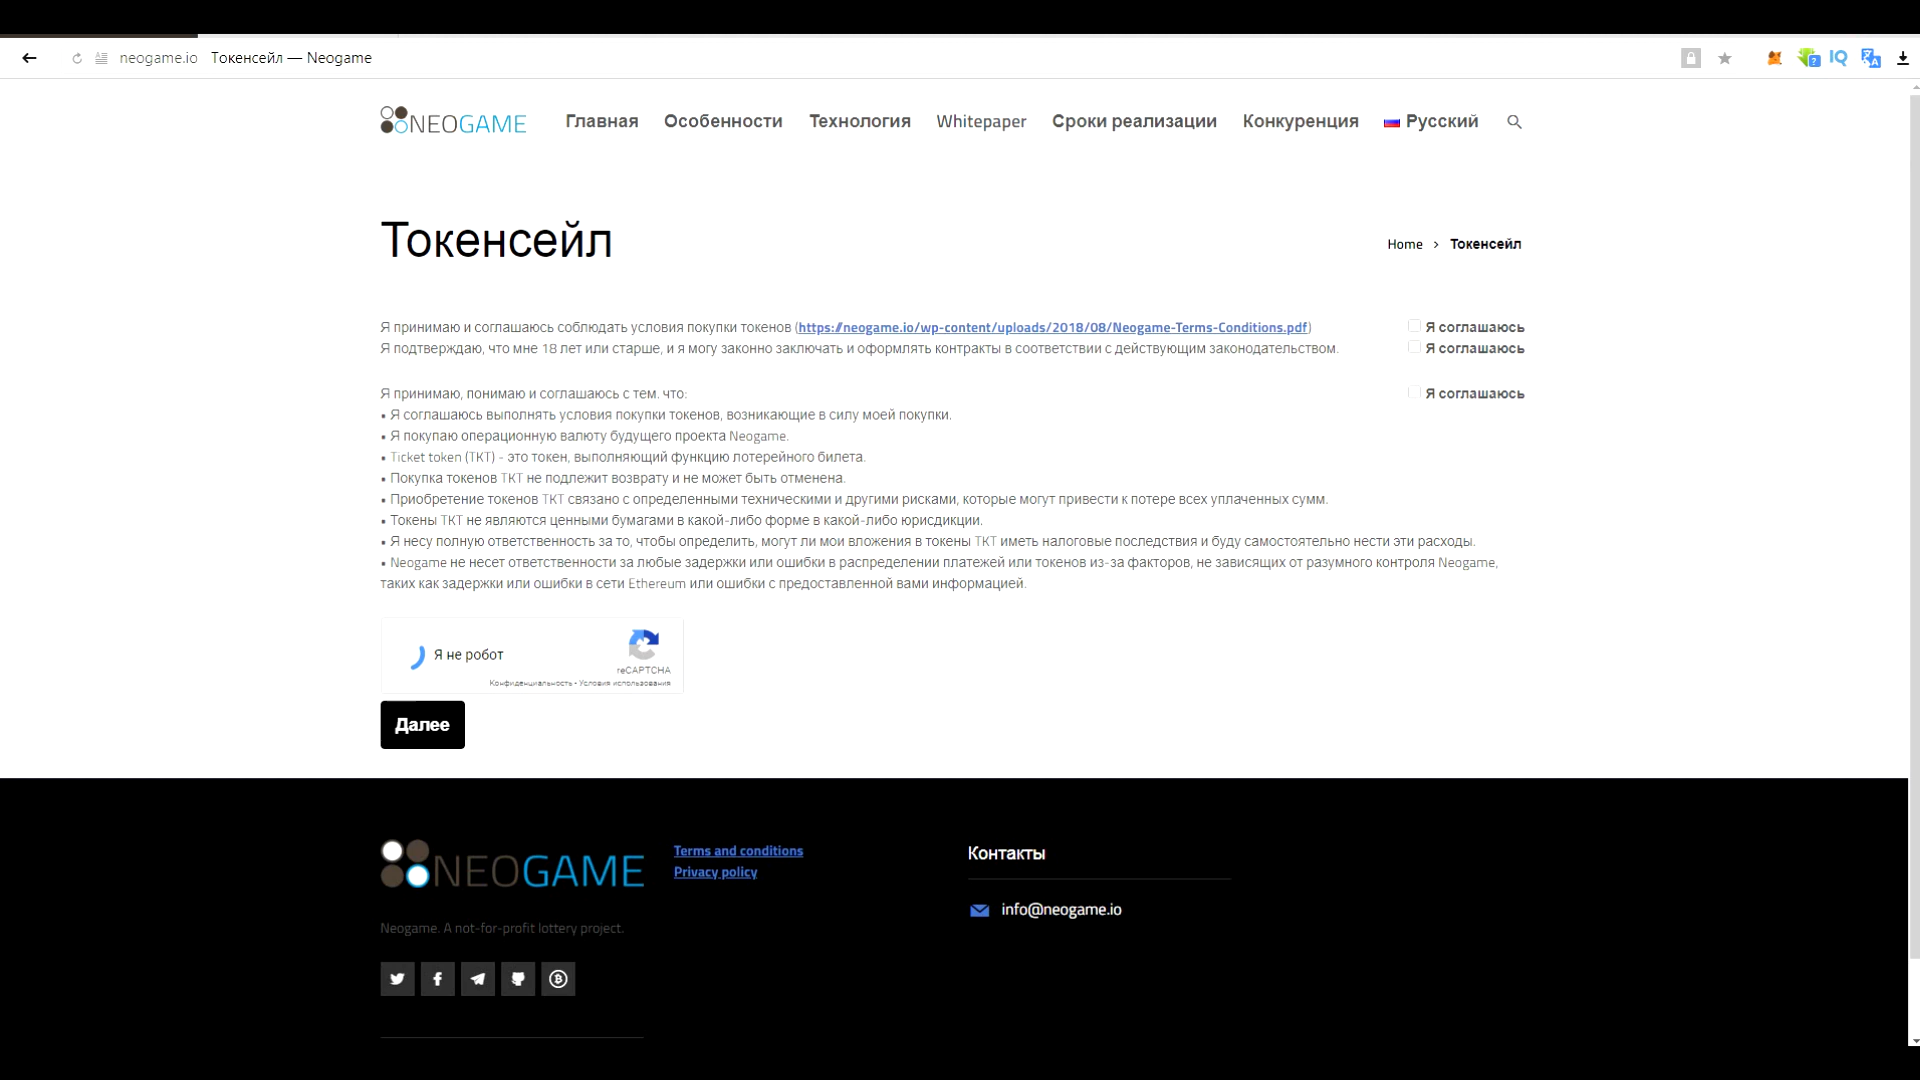 neogame.io Токенсейл — Neogame
NEOGAME Главная Особенности Технология Whitepaper Сроки реализации Конкуренция Русский
Токенсейл
Home › Токенсейл
Я принимаю и соглашаюсь соблюдать условия покупки токенов (https://neogame.io/wp-content/uploads/2018/08/Neogame-Terms-Conditions.pdf) Я соглашаюсь
Я подтверждаю, что мне 18 лет или старше, и я могу законно заключать и оформлять контракты в соответствии с действующим законодательством. Я соглашаюсь
Я принимаю, понимаю и соглашаюсь с тем. что: Я соглашаюсь
• Я соглашаюсь выполнять условия покупки токенов, возникающие в силу моей покупки.
• Я покупаю операционную валюту будущего проекта Neogame.
• Ticket token (TKT) - это токен, выполняющий функцию лотерейного билета.
• Покупка токенов TKT не подлежит возврату и не может быть отменена.
• Приобретение токенов TKT связано с определенными техническими и другими рисками, которые могут привести к потере всех уплаченных сумм.
• Токены TKT не являются ценными бумагами в какой-либо форме в какой-либо юрисдикции.
• Я несу полную ответственность за то, чтобы определить, могут ли мои вложения в токены TKT иметь налоговые последствия и буду самостоятельно нести эти расходы.
• Neogame не несет ответственности за любые задержки или ошибки в распределении платежей или токенов из-за факторов, не зависящих от разумного контроля Neogame,
таких как задержки или ошибки в сети Ethereum или ошибки с предоставленной вами информацией.
Я не робот
reCAPTCHA
Конфиденциальность - Условия использования
Далее
NEOGAME
Neogame. A not-for-profit lottery project.
Terms and conditions
Privacy policy
Контакты
info@neogame.io